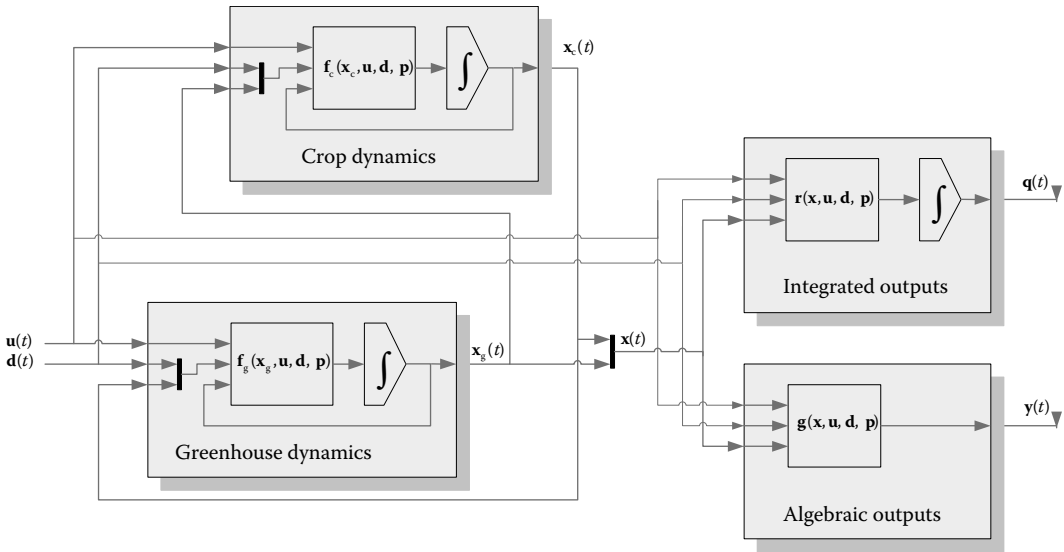 x_c(t)
f_c(x_c, u, d, p)
∫
Crop dynamics
r(x, u, d, p)
∫
q(t)
Integrated outputs
u(t)
d(t)
f_g(x_g, u, d, p)
∫
x_g(t)
x(t)
Greenhouse dynamics
g(x, u, d, p)
y(t)
Algebraic outputs